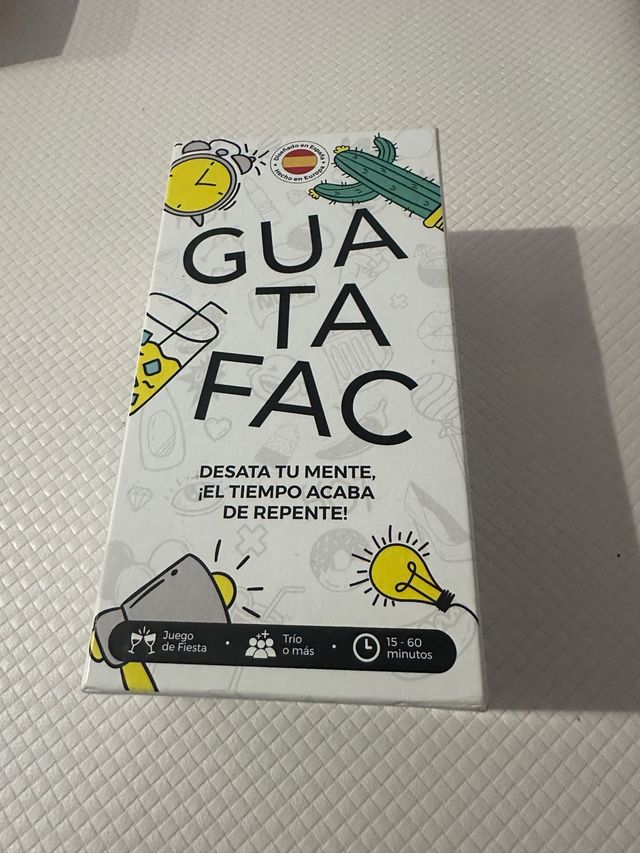 Diseñado en España
Hecho en Europa
GUA
TA
FAC
DESATA TU MENTE,
¡EL TIEMPO ACABA
DE REPENTE!
Juego
de Fiesta
Trío
o más
15 - 60
minutos